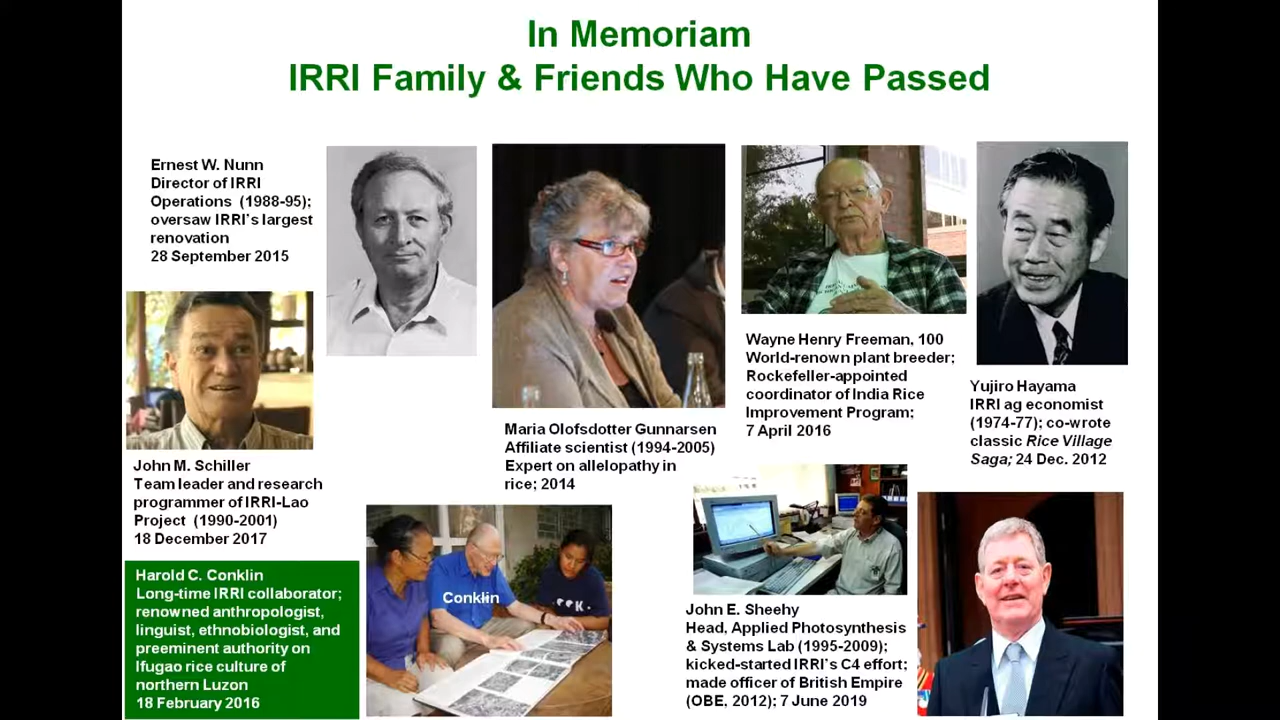 In Memoriam
IRRI Family & Friends Who Have Passed
Ernest W. Nunn
Director of IRRI
Operations (1988-95);
oversaw IRRI's largest
renovation
28 September 2015
John M. Schiller
Team leader and research
programmer of IRRI-Lao
Project (1990-2001)
18 December 2017
Harold C. Conklin
Long-time IRRI collaborator;
renowned anthropologist,
linguist, ethnobiologist, and
preeminent authority on
Ifugao rice culture of
northern Luzon
18 February 2016
Conklin
Maria Olofsdotter Gunnarsen
Affiliate scientist (1994-2005)
Expert on allelopathy in
rice; 2014
Wayne Henry Freeman, 100
World-renown plant breeder;
Rockefeller-appointed
coordinator of India Rice
Improvement Program;
7 April 2016
Yujiro Hayama
IRRI ag economist
(1974-77); co-wrote
classic Rice Village
Saga; 24 Dec. 2012
John E. Sheehy
Head, Applied Photosynthesis
& Systems Lab (1995-2009);
kicked-started IRRI's C4 effort;
made officer of British Empire
(OBE, 2012); 7 June 2019